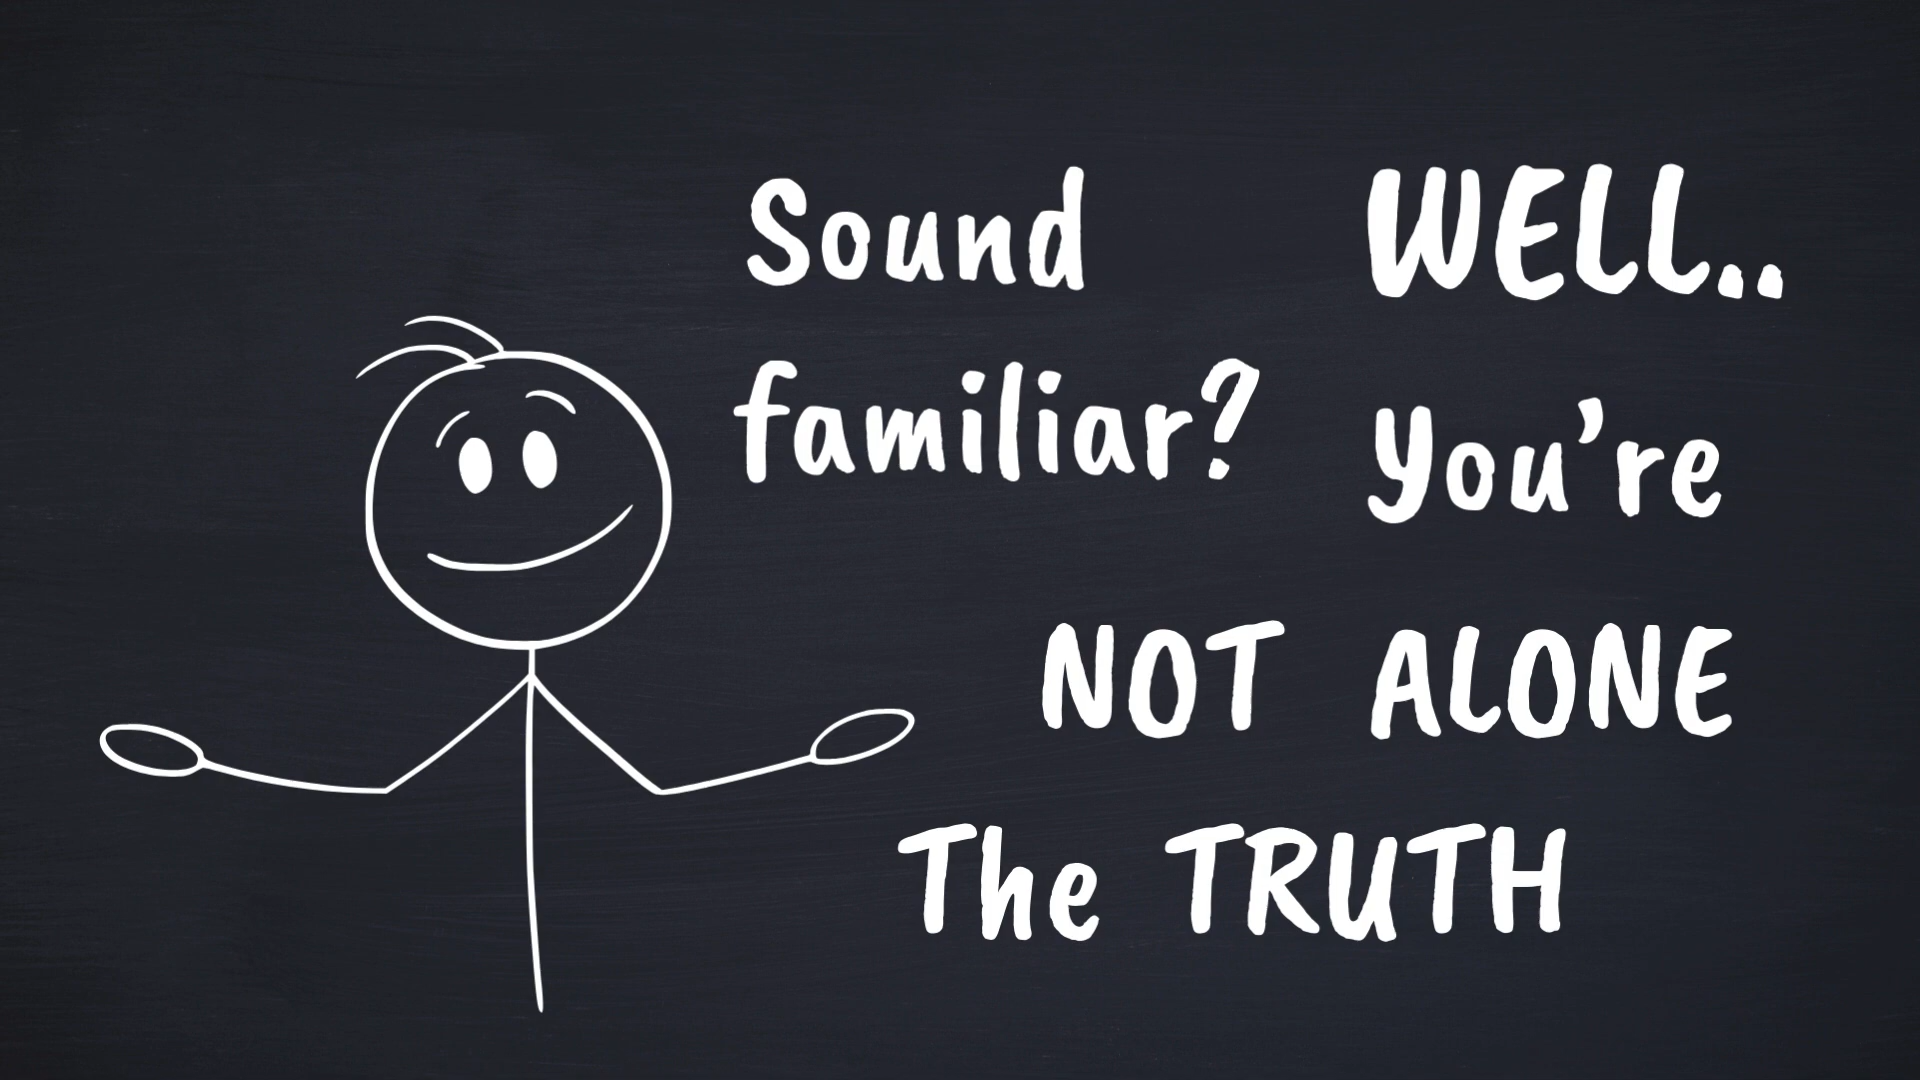 Sound
familiar?
WELL..
You're
NOT ALONE
The TRUTH